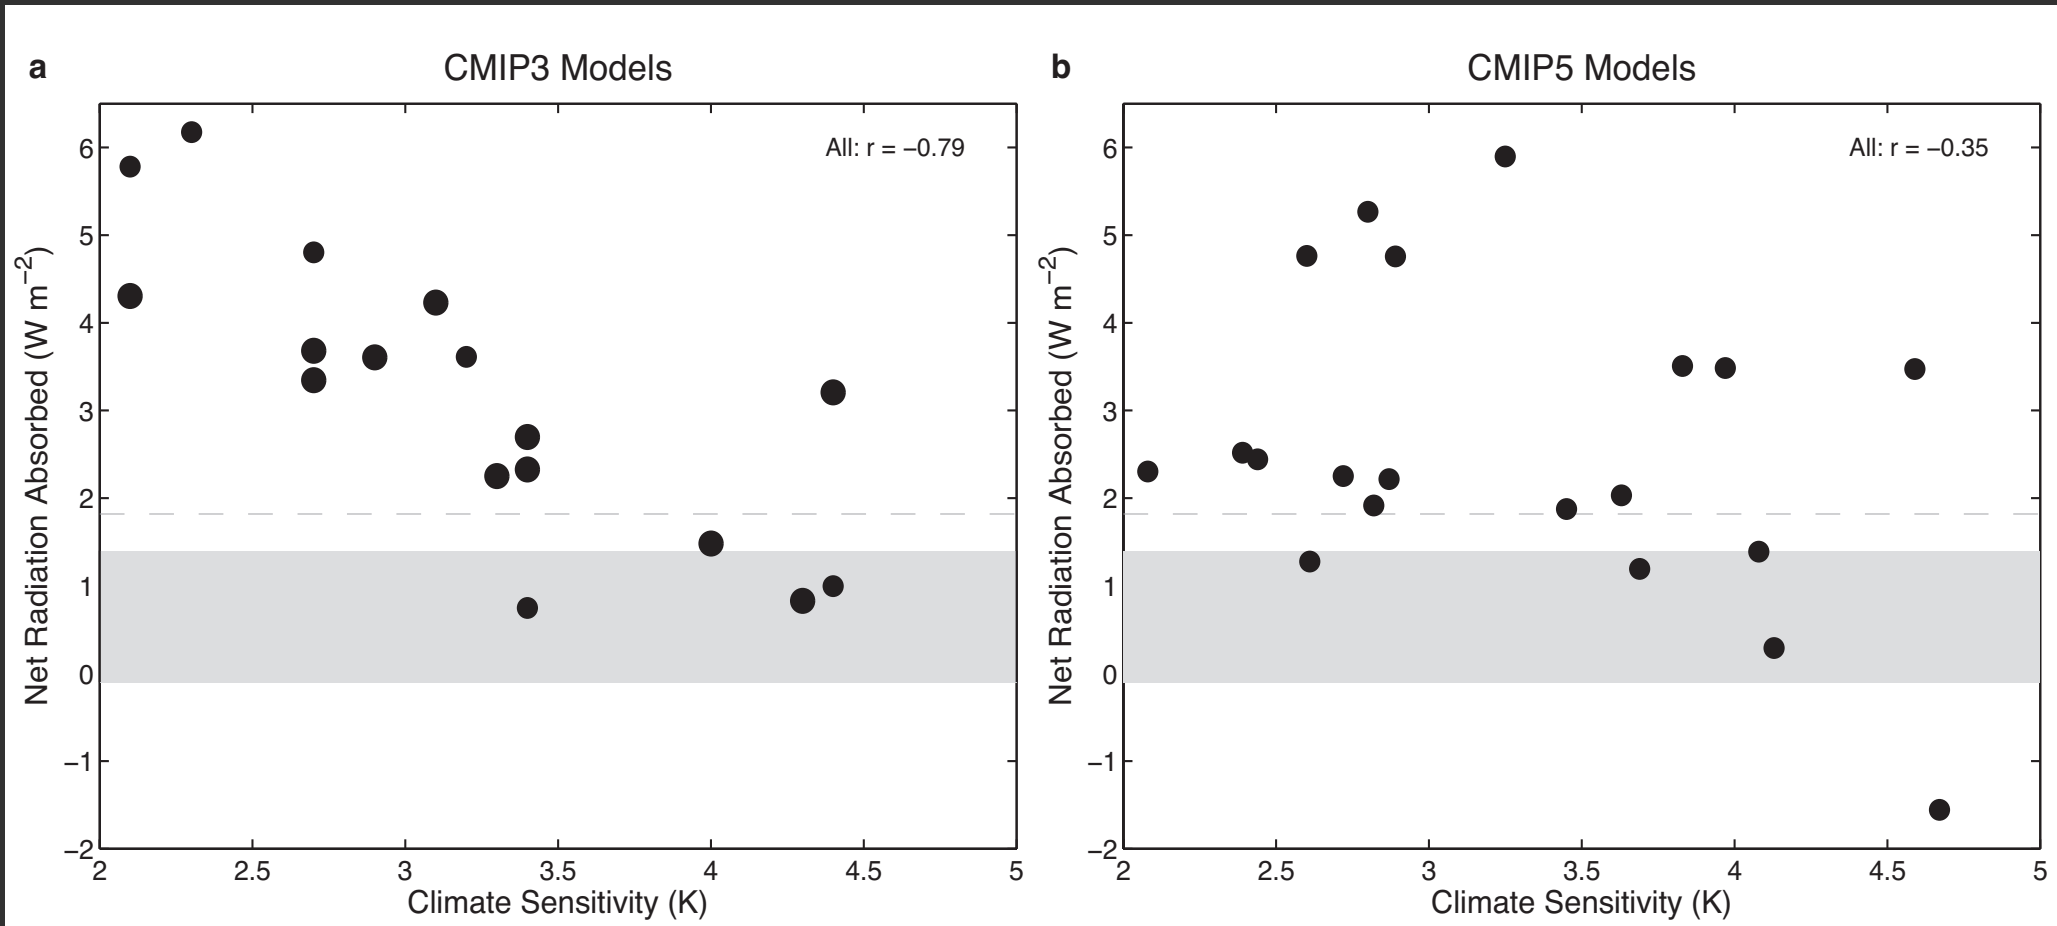 a
CMIP3 Models
All: r = −0.79
6
5
4
3
2
1
0
−1
−2
Net Radiation Absorbed (W m⁻²)
2 2.5 3 3.5 4 4.5 5
Climate Sensitivity (K)
b
CMIP5 Models
All: r = −0.35
6
5
4
3
2
1
0
−1
−2
Net Radiation Absorbed (W m⁻²)
2 2.5 3 3.5 4 4.5 5
Climate Sensitivity (K)